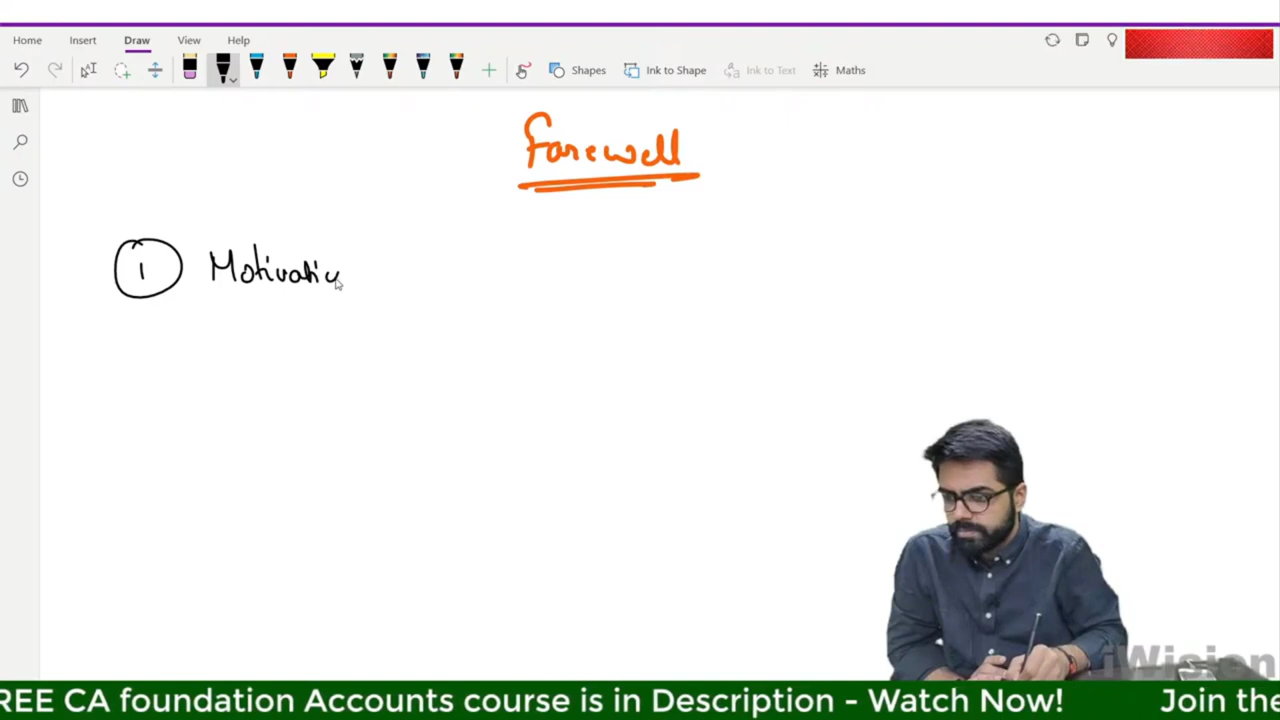 Home Insert Draw View Help
Shapes Ink to Shape Ink to Text Maths
Farewell
1 Motivatio
iWision
REE CA foundation Accounts course is in Description - Watch Now! Join the